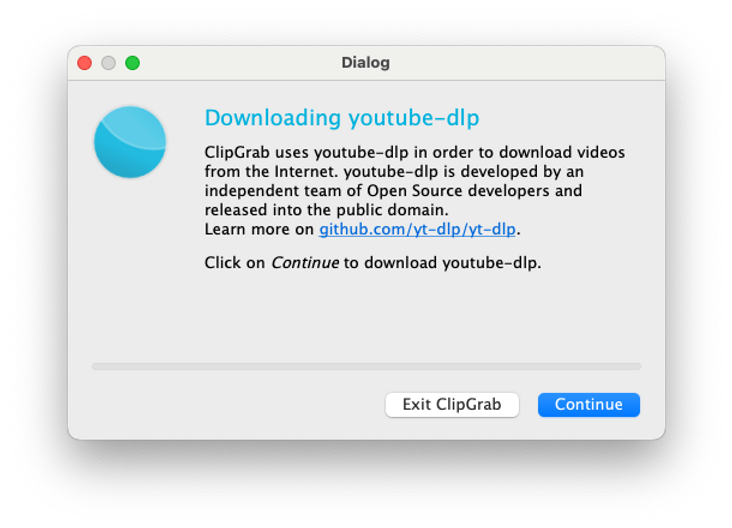 Dialog
Downloading youtube-dlp
ClipGrab uses youtube-dlp in order to download videos
from the Internet. youtube-dlp is developed by an
independent team of Open Source developers and
released into the public domain.
Learn more on github.com/yt-dlp/yt-dlp.
Click on Continue to download youtube-dlp.
Exit ClipGrab
Continue